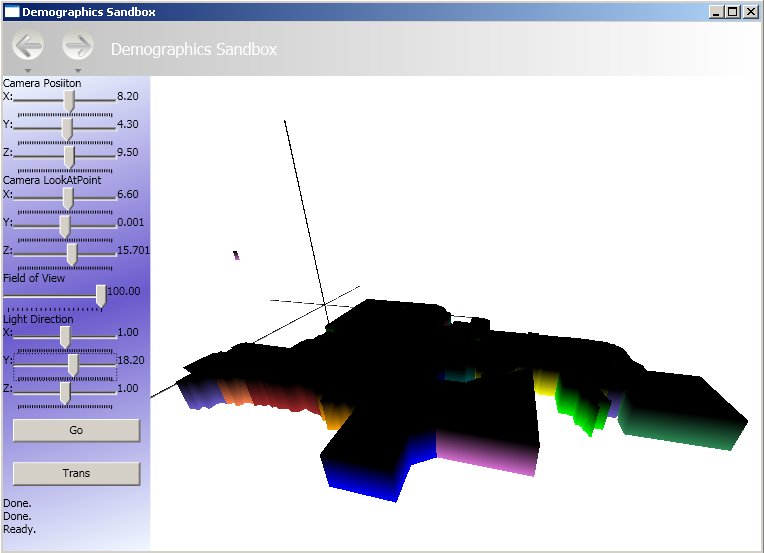 Demographics Sandbox
Demographics Sandbox
Camera Posiiton
X: 8.20
Y: 4.30
Z: 9.50
Camera LookAtPoint
X: 6.60
Y: 0.001
Z: 15.701
Field of View
100.00
Light Direction
X: 1.00
Y: 18.20
Z: 1.00
Go
Trans
Done.
Done.
Ready.